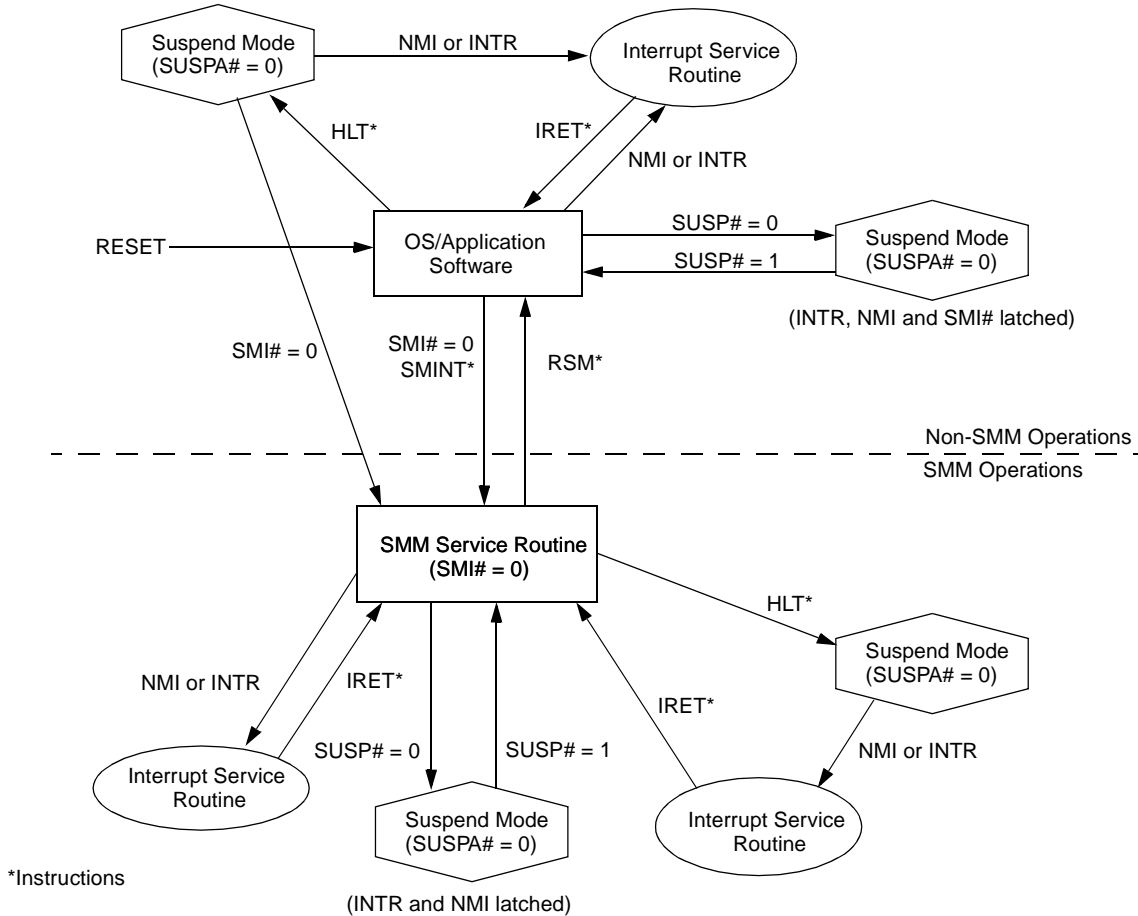 Suspend Mode
(SUSPA# = 0)
NMI or INTR
Interrupt Service
Routine
HLT*
IRET*
NMI or INTR
RESET
OS/Application
Software
SUSP# = 0
SUSP# = 1
Suspend Mode
(SUSPA# = 0)
(INTR, NMI and SMI# latched)
SMI# = 0
SMI# = 0
SMINT*
RSM*
Non-SMM Operations
SMM Operations
SMM Service Routine
(SMI# = 0)
HLT*
Suspend Mode
(SUSPA# = 0)
NMI or INTR
IRET*
IRET*
SUSP# = 0
SUSP# = 1
NMI or INTR
Interrupt Service
Routine
Suspend Mode
(SUSPA# = 0)
Interrupt Service
Routine
*Instructions
(INTR and NMI latched)